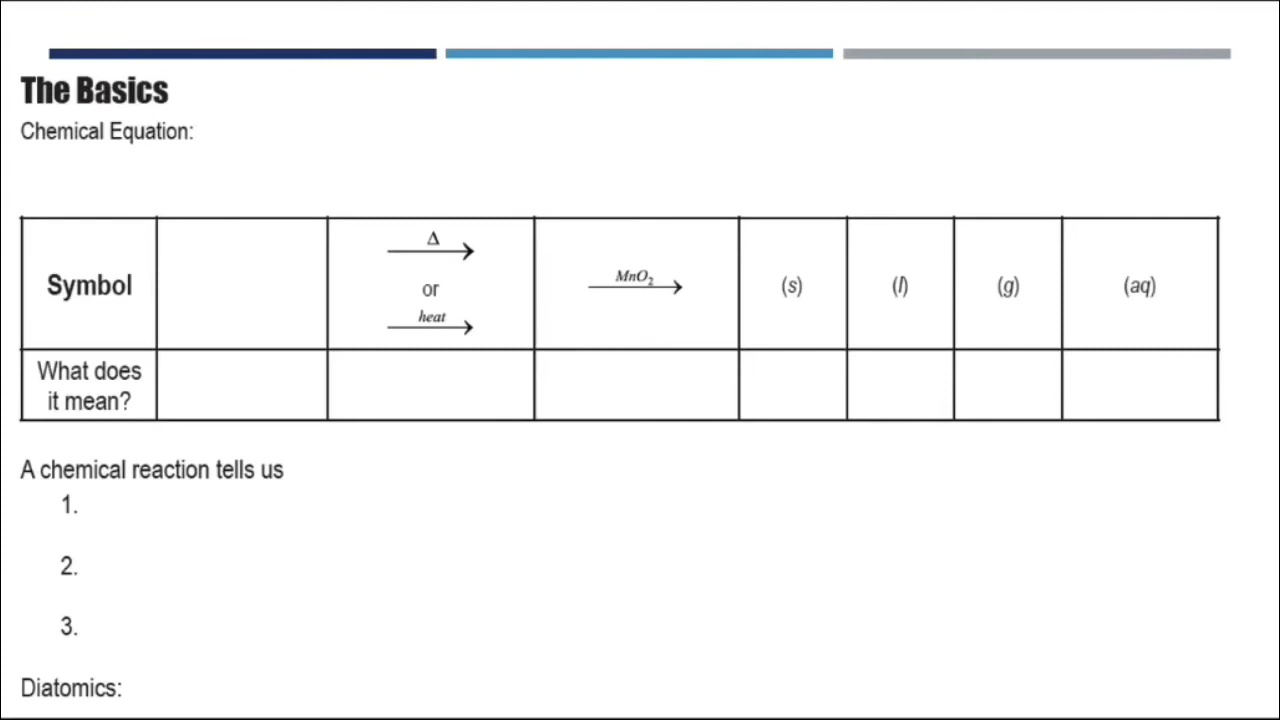 The Basics
Chemical Equation:
Symbol
Δ
or
heat
MnO₂
(s)
(l)
(g)
(aq)
What does
it mean?
A chemical reaction tells us
1.
2.
3.
Diatomics: